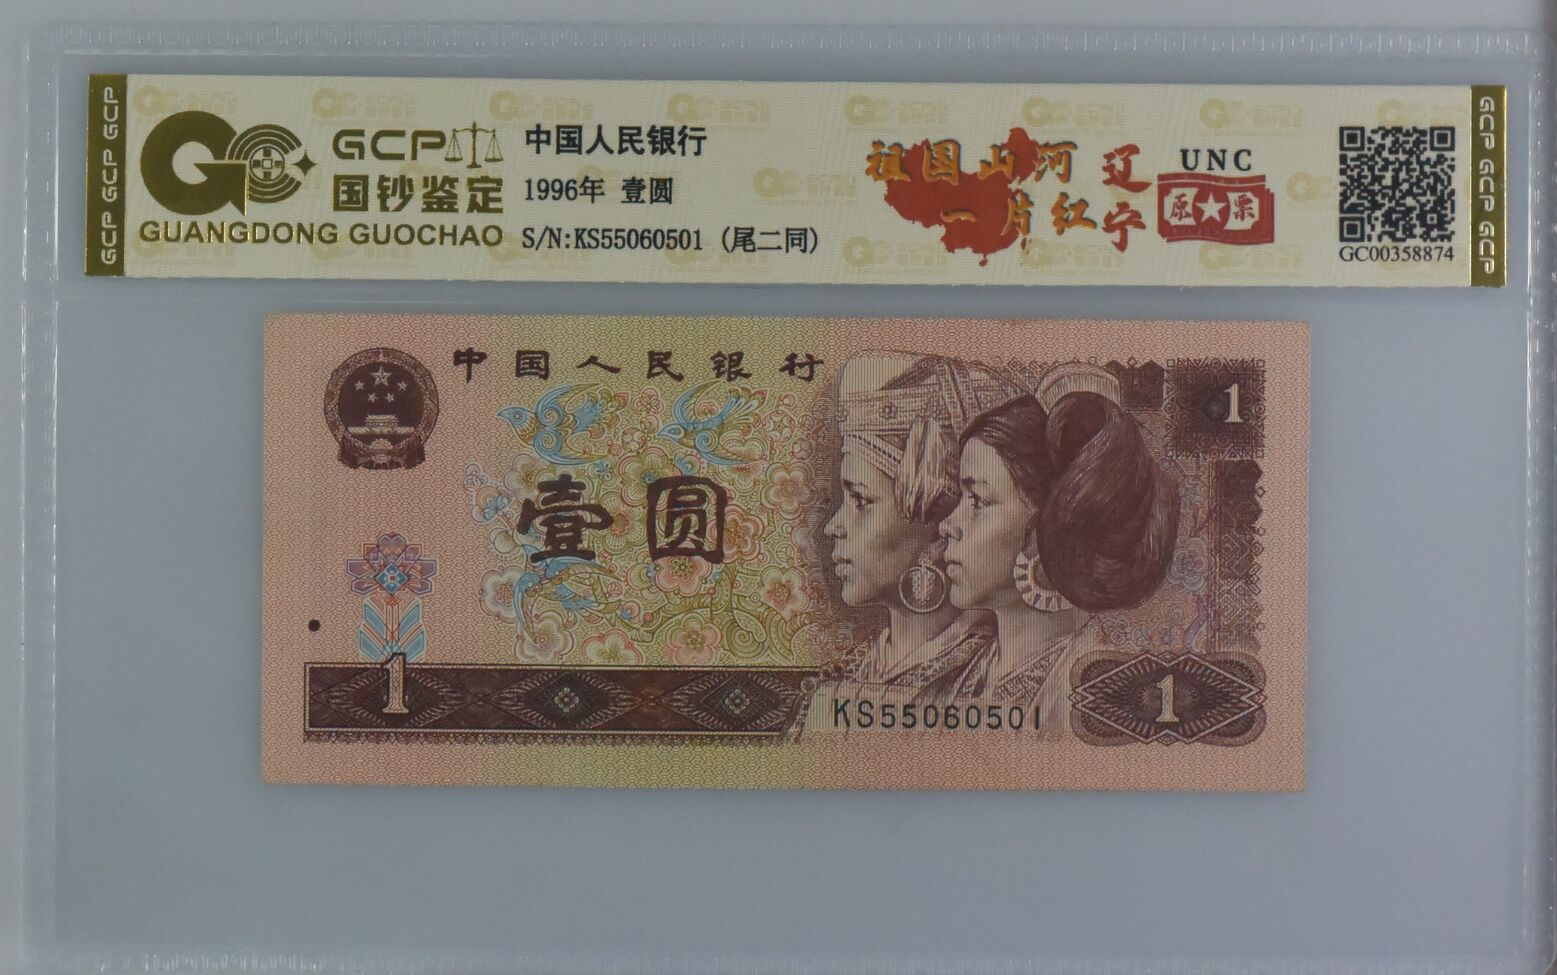 GCP GCP GCP
GCP
国钞鉴定
GUANGDONG GUOCHAO
中国人民银行
1996年 壹圆
S/N:KS55060501 (尾二同)
祖国山河
一片红
辽宁
UNC
原票
GC00358874
GCP GCP GCP
中国人民银行
1
壹圆
1
KS55060501
1